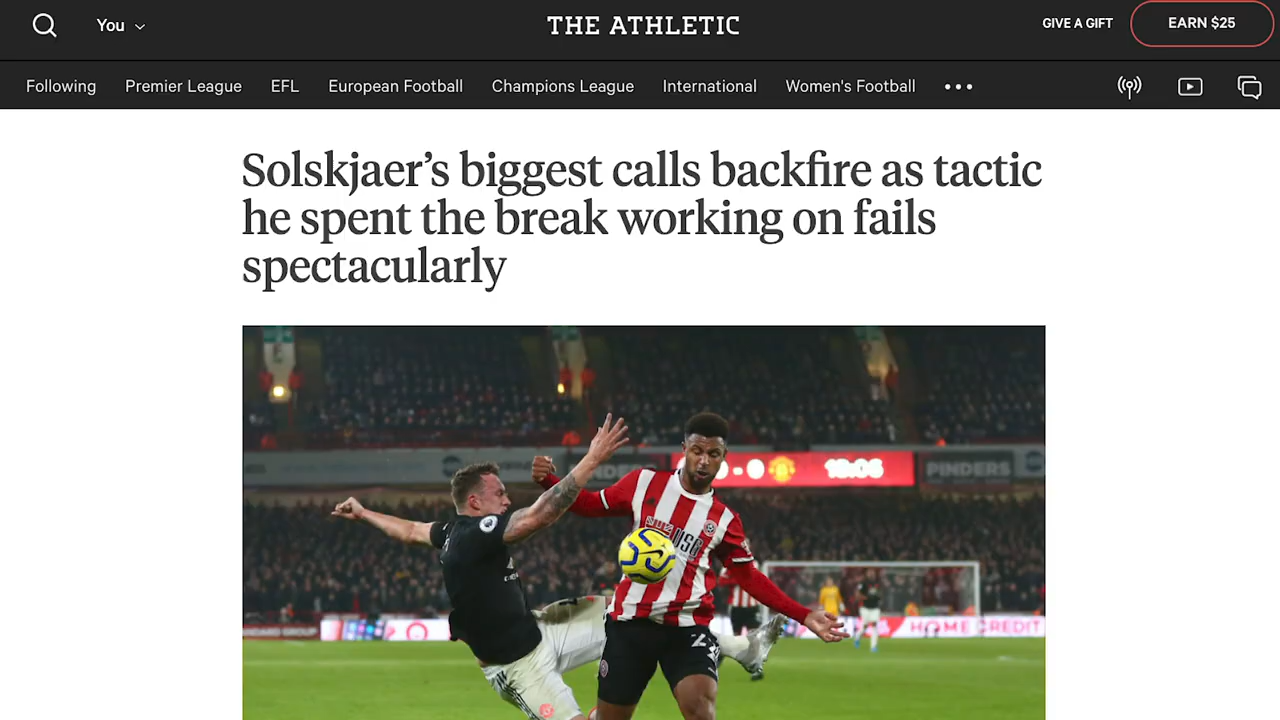 You
THE ATHLETIC
GIVE A GIFT
EARN $25
Following
Premier League
EFL
European Football
Champions League
International
Women's Football
Solskjaer’s biggest calls backfire as tactic
he spent the break working on fails
spectacularly
- 0
PINDERS
HOME CREDIT